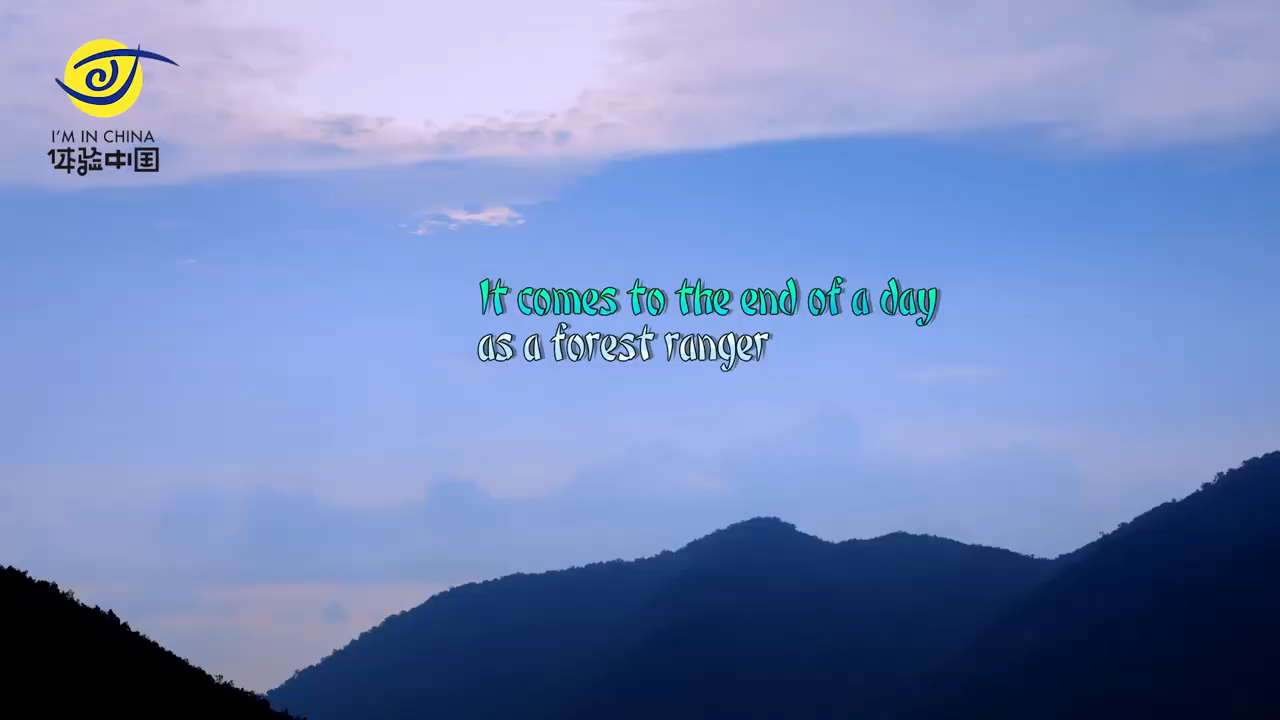 I'M IN CHINA
体验中国
It comes to the end of a day
as a forest ranger